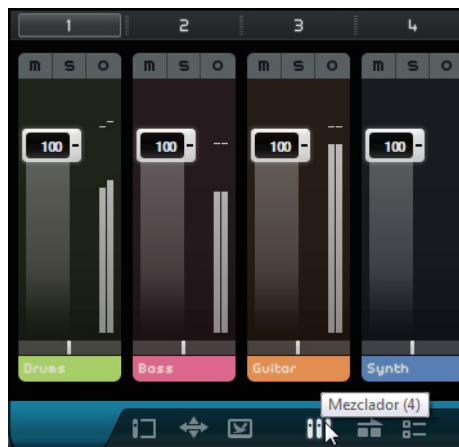 1 2 3 4
m s o m s o m s o m s o
100 100 100 100
Drums Bass Guitar Synth
Mezclador (4)